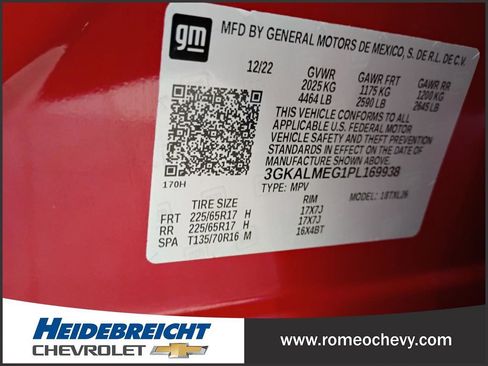 gm
MFD BY GENERAL MOTORS DE MEXICO, S. DE R.L. DE C.V.
12/22 GVWR GAWR FRT GAWR RR
2025 KG 1175 KG 1200 KG
4464 LB 2590 LB 2645 LB
THIS VEHICLE CONFORMS TO ALL
APPLICABLE U.S. FEDERAL MOTOR
VEHICLE SAFETY AND THEFT PREVENTION
STANDARDS IN EFFECT ON THE DATE OF
MANUFACTURE SHOWN ABOVE.
3GKALMEG1PL169938
170H
TYPE: MPV MODEL: 1BTXL26
TIRE SIZE RIM
FRT 225/65R17 H 17X7J
RR 225/65R17 H 17X7J
SPA T135/70R16 M 16X4BT
HEIDEBREICHT
CHEVROLET
www.romeochevy.com